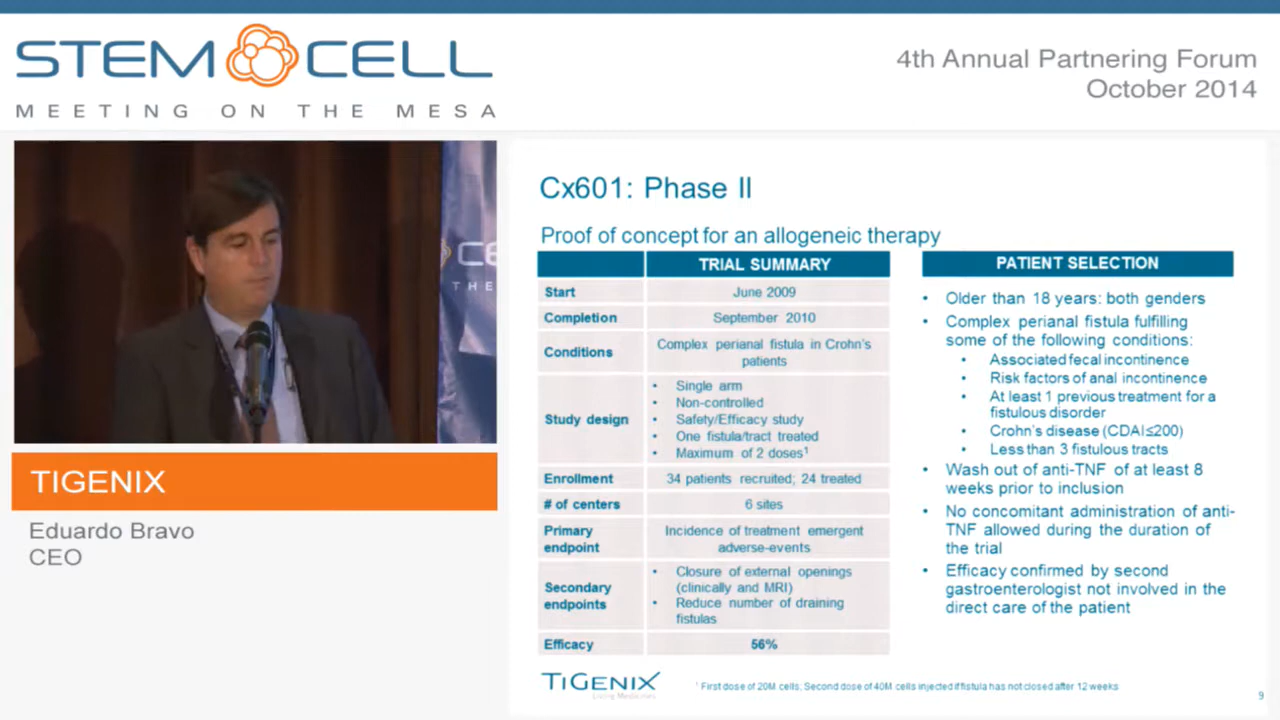 STEM CELL
MEETING ON THE MESA
4th Annual Partnering Forum
October 2014
CE
THE
TIGENIX
Eduardo Bravo
CEO
Cx601: Phase II
Proof of concept for an allogeneic therapy
TRIAL SUMMARY
Start June 2009
Completion September 2010
Conditions Complex perianal fistula in Crohn's
patients
Study design
• Single arm
• Non-controlled
• Safety/Efficacy study
• One fistula/tract treated
• Maximum of 2 doses¹
Enrollment 34 patients recruited; 24 treated
# of centers 6 sites
Primary
endpoint
Incidence of treatment emergent
adverse-events
Secondary
endpoints
• Closure of external openings
(clinically and MRI)
• Reduce number of draining
fistulas
Efficacy 56%
PATIENT SELECTION
• Older than 18 years: both genders
• Complex perianal fistula fulfilling
some of the following conditions:
• Associated fecal incontinence
• Risk factors of anal incontinence
• At least 1 previous treatment for a
fistulous disorder
• Crohn's disease (CDAI≤200)
• Less than 3 fistulous tracts
• Wash out of anti-TNF of at least 8
weeks prior to inclusion
• No concomitant administration of anti-
TNF allowed during the duration of
the trial
• Efficacy confirmed by second
gastroenterologist not involved in the
direct care of the patient
TiGenix
Living Medicines
¹ First dose of 20M cells; Second dose of 40M cells injected if fistula has not closed after 12 weeks
9